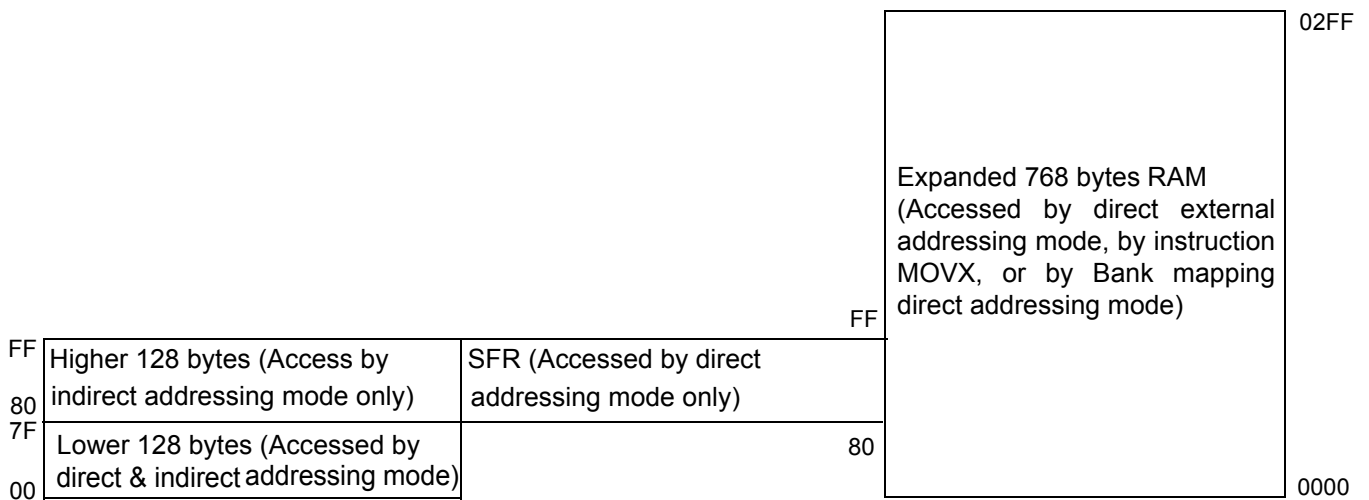 02FF
Expanded 768 bytes RAM
(Accessed by direct external
addressing mode, by instruction
MOVX, or by Bank mapping
direct addressing mode)
FF
FF
Higher 128 bytes (Access by
indirect addressing mode only)
80
SFR (Accessed by direct
addressing mode only)
7F
Lower 128 bytes (Accessed by
direct & indirect addressing mode)
00
80
0000